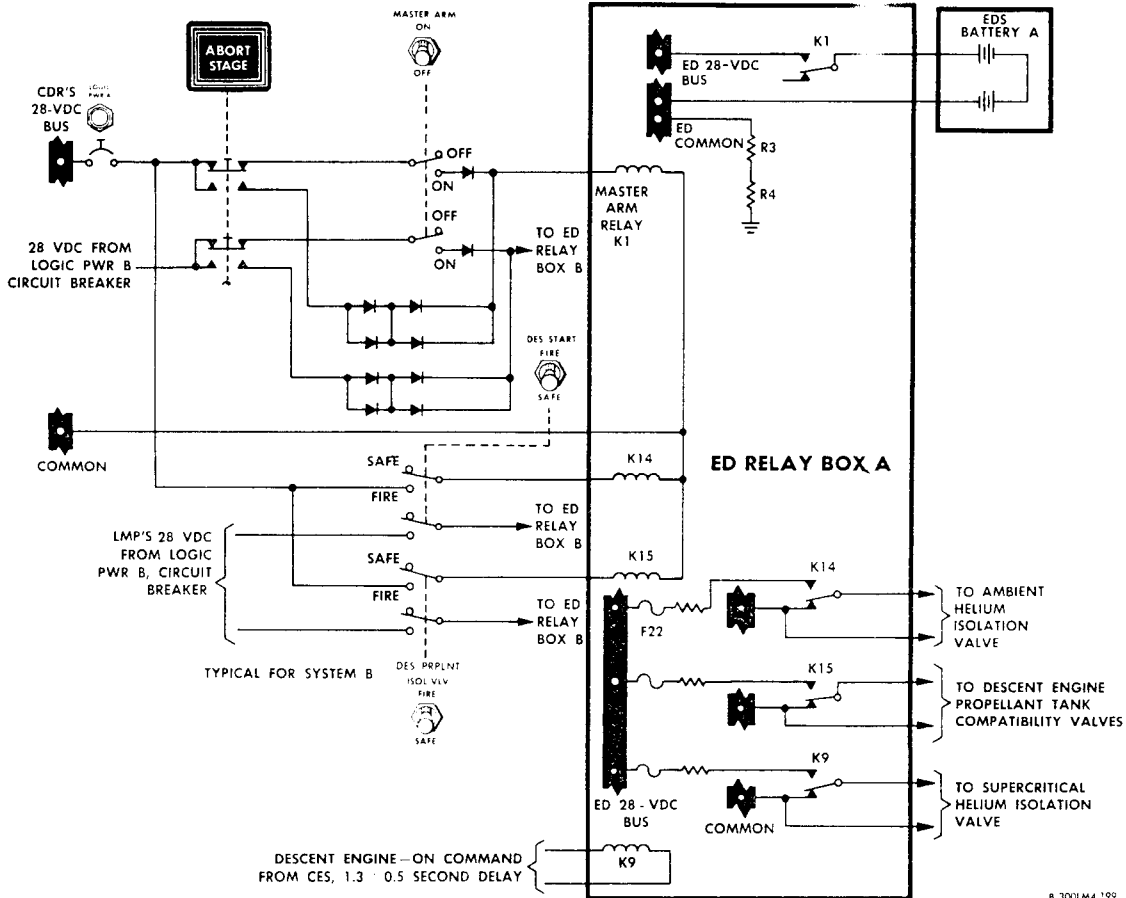 MASTER ARM
ON
OFF
ABORT
STAGE
CDR'S
28-VDC
BUS
LOGIC
PWR A
OFF
ON
OFF
ON
28 VDC FROM
LOGIC PWR B
CIRCUIT BREAKER
TO ED
RELAY
BOX B
MASTER
ARM
RELAY
K1
ED 28-VDC
BUS
K1
ED
COMMON
R3
R4
EDS
BATTERY A
DES START
FIRE
SAFE
COMMON
SAFE
FIRE
K14
ED RELAY BOX A
LMP'S 28 VDC
FROM LOGIC
PWR B, CIRCUIT
BREAKER
TO ED
RELAY
BOX B
SAFE
FIRE
K15
TO ED
RELAY
BOX B
TYPICAL FOR SYSTEM B
DES PRPLNT
ISOL VLV
FIRE
SAFE
F22
K14
TO AMBIENT
HELIUM
ISOLATION
VALVE
K15
TO DESCENT ENGINE
PROPELLANT TANK
COMPATIBILITY VALVES
K9
TO SUPERCRITICAL
HELIUM ISOLATION
VALVE
ED 28 - VDC
BUS
COMMON
DESCENT ENGINE—ON COMMAND
FROM CES, 1.3 0.5 SECOND DELAY
K9